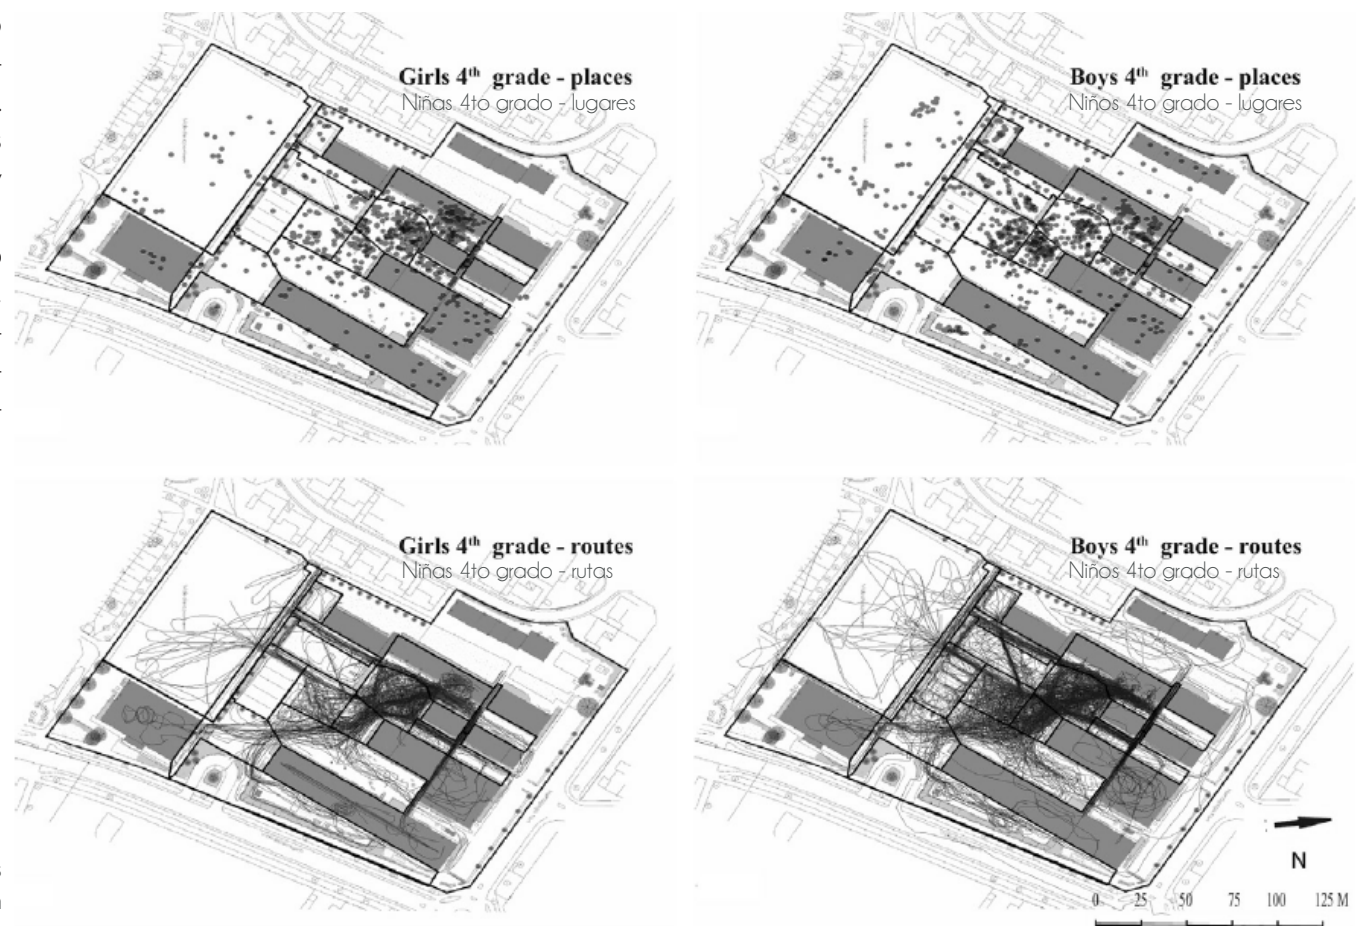 Girls 4th grade - places
Niñas 4to grado - lugares
Boys 4th grade - places
Niños 4to grado - lugares
Girls 4th grade - routes
Niñas 4to grado - rutas
Boys 4th grade - routes
Niños 4to grado - rutas
N
0 25 50 75 100 125 M